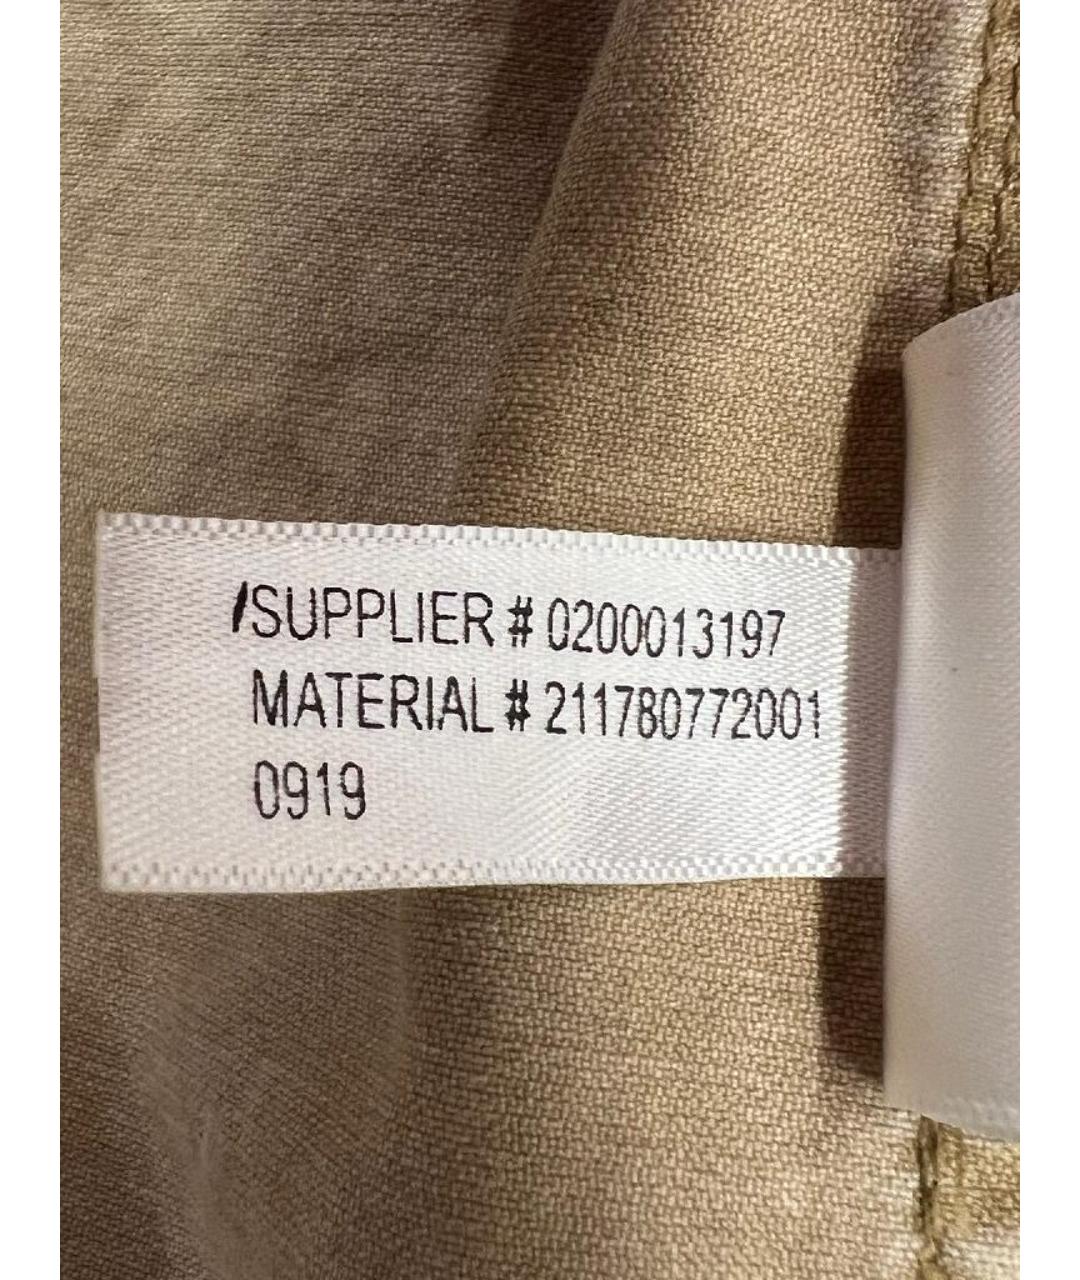 /SUPPLIER # 0200013197
MATERIAL # 211780772001
0919